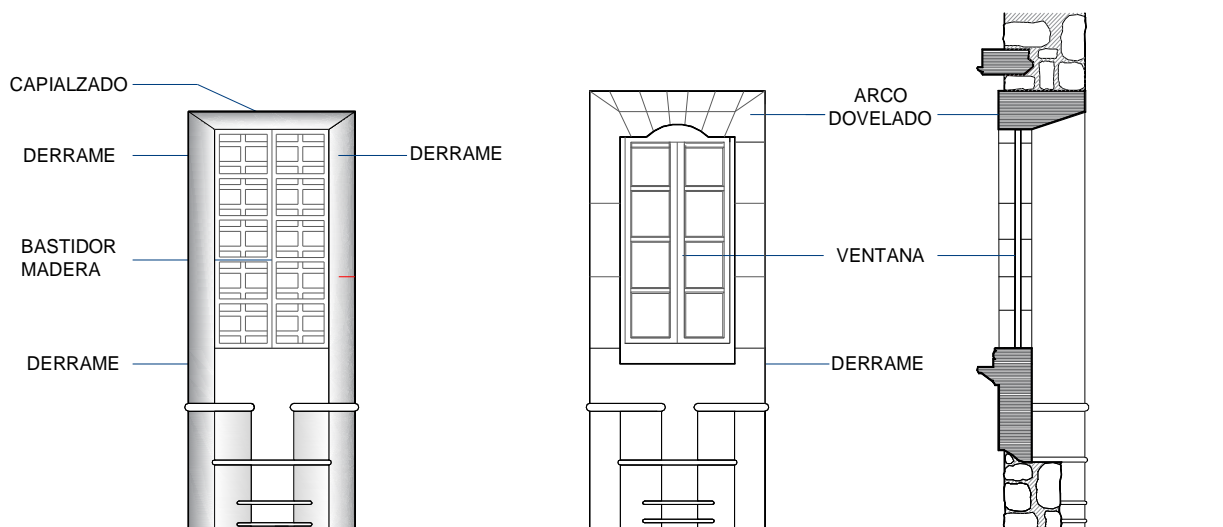 CAPIALZADO
DERRAME
DERRAME
BASTIDOR
MADERA
DERRAME
ARCO
DOVELADO
VENTANA
DERRAME